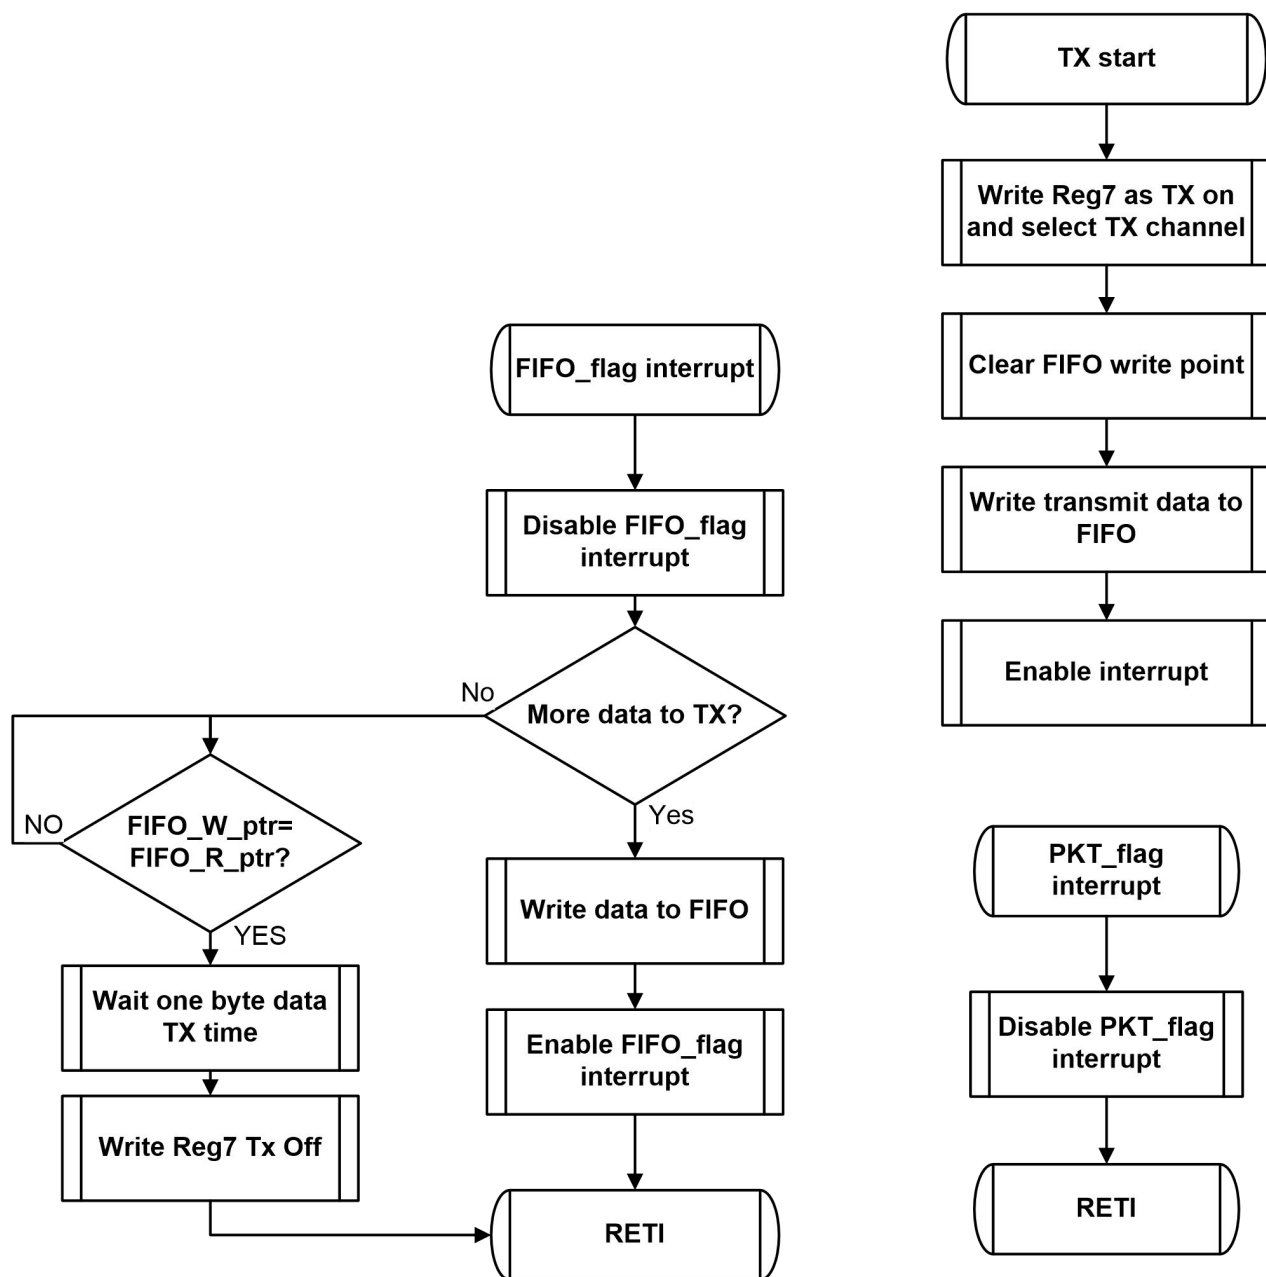 TX start
Write Reg7 as TX on
and select TX channel
Clear FIFO write point
Write transmit data to
FIFO
Enable interrupt
FIFO_flag interrupt
Disable FIFO_flag
interrupt
More data to TX?
No
Yes
FIFO_W_ptr=
FIFO_R_ptr?
NO
YES
Wait one byte data
TX time
Write Reg7 Tx Off
Write data to FIFO
Enable FIFO_flag
interrupt
RETI
PKT_flag
interrupt
Disable PKT_flag
interrupt
RETI